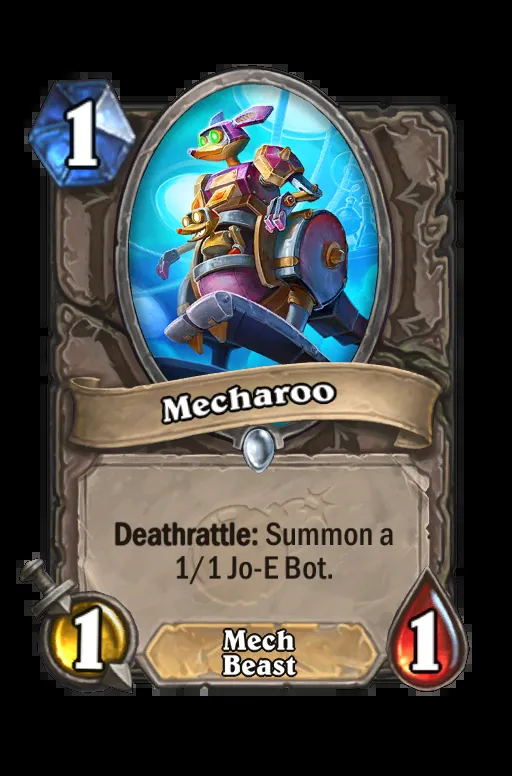 1
Mecharoo
Deathrattle: Summon a
1/1 Jo-E Bot.
1
Mech
Beast
1